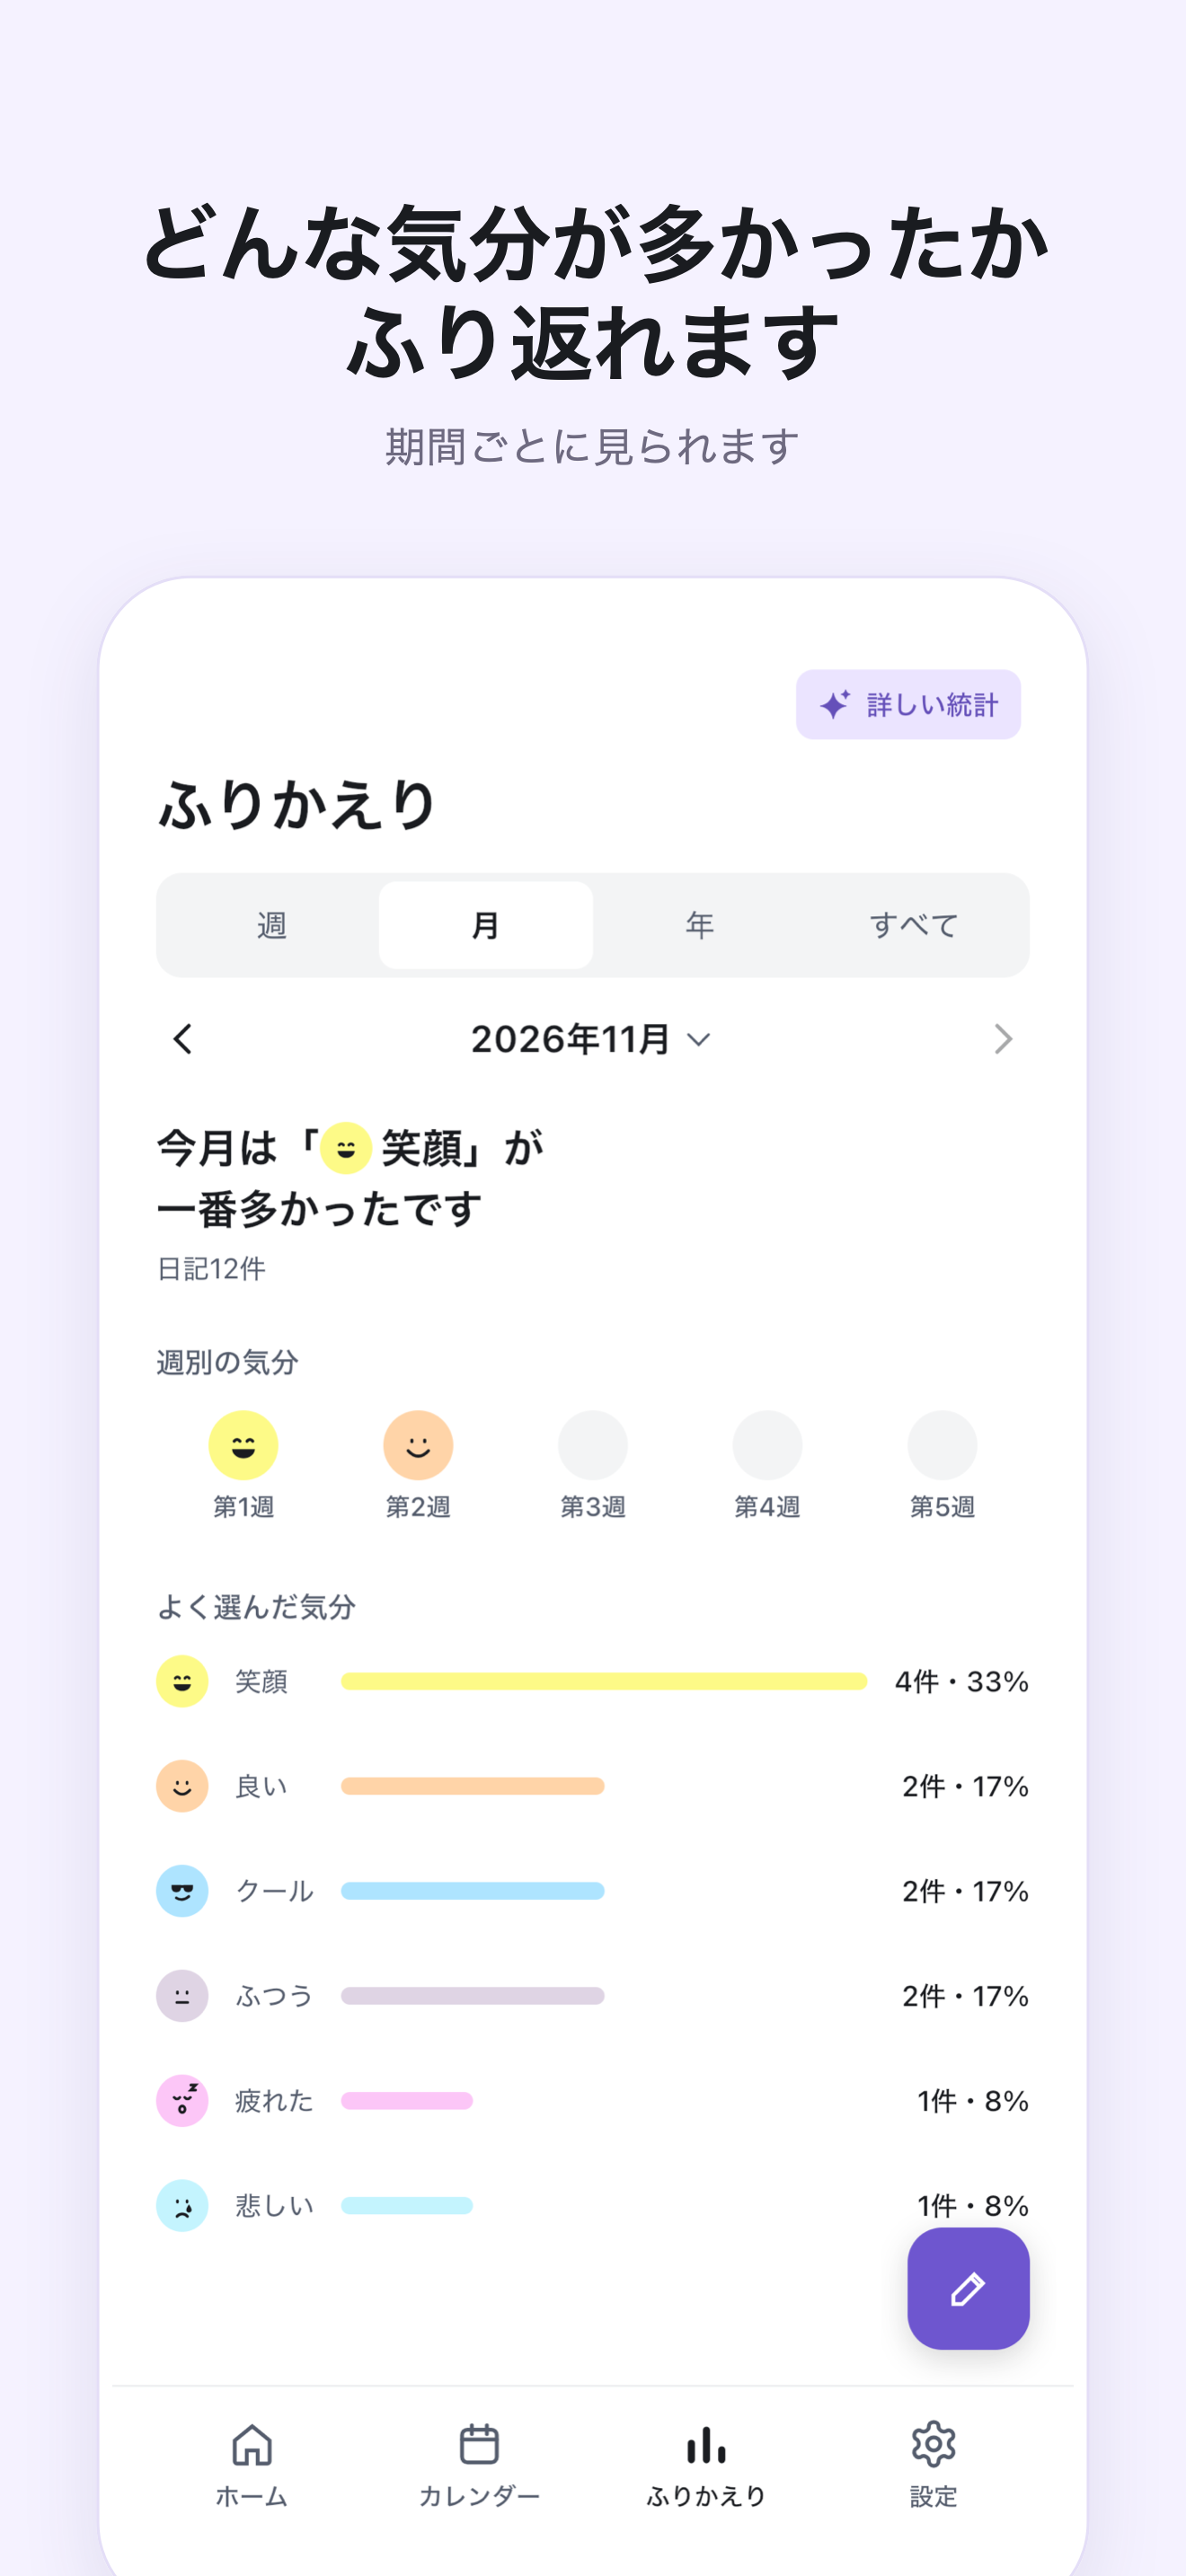 どんな気分が多かったか
ふり返れます
期間ごとに見られます
詳しい統計
ふりかえり
週 月 年 すべて
2026年11月
今月は「笑顔」が
一番多かったです
日記12件
週別の気分
第1週 第2週 第3週 第4週 第5週
よく選んだ気分
笑顔 4件・33%
良い 2件・17%
クール 2件・17%
ふつう 2件・17%
疲れた 1件・8%
悲しい 1件・8%
ホーム カレンダー ふりかえり 設定